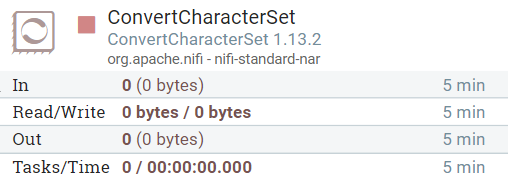 ConvertCharacterSet
ConvertCharacterSet 1.13.2
org.apache.nifi - nifi-standard-nar
In 0 (0 bytes) 5 min
Read/Write 0 bytes / 0 bytes 5 min
Out 0 (0 bytes) 5 min
Tasks/Time 0 / 00:00:00.000 5 min